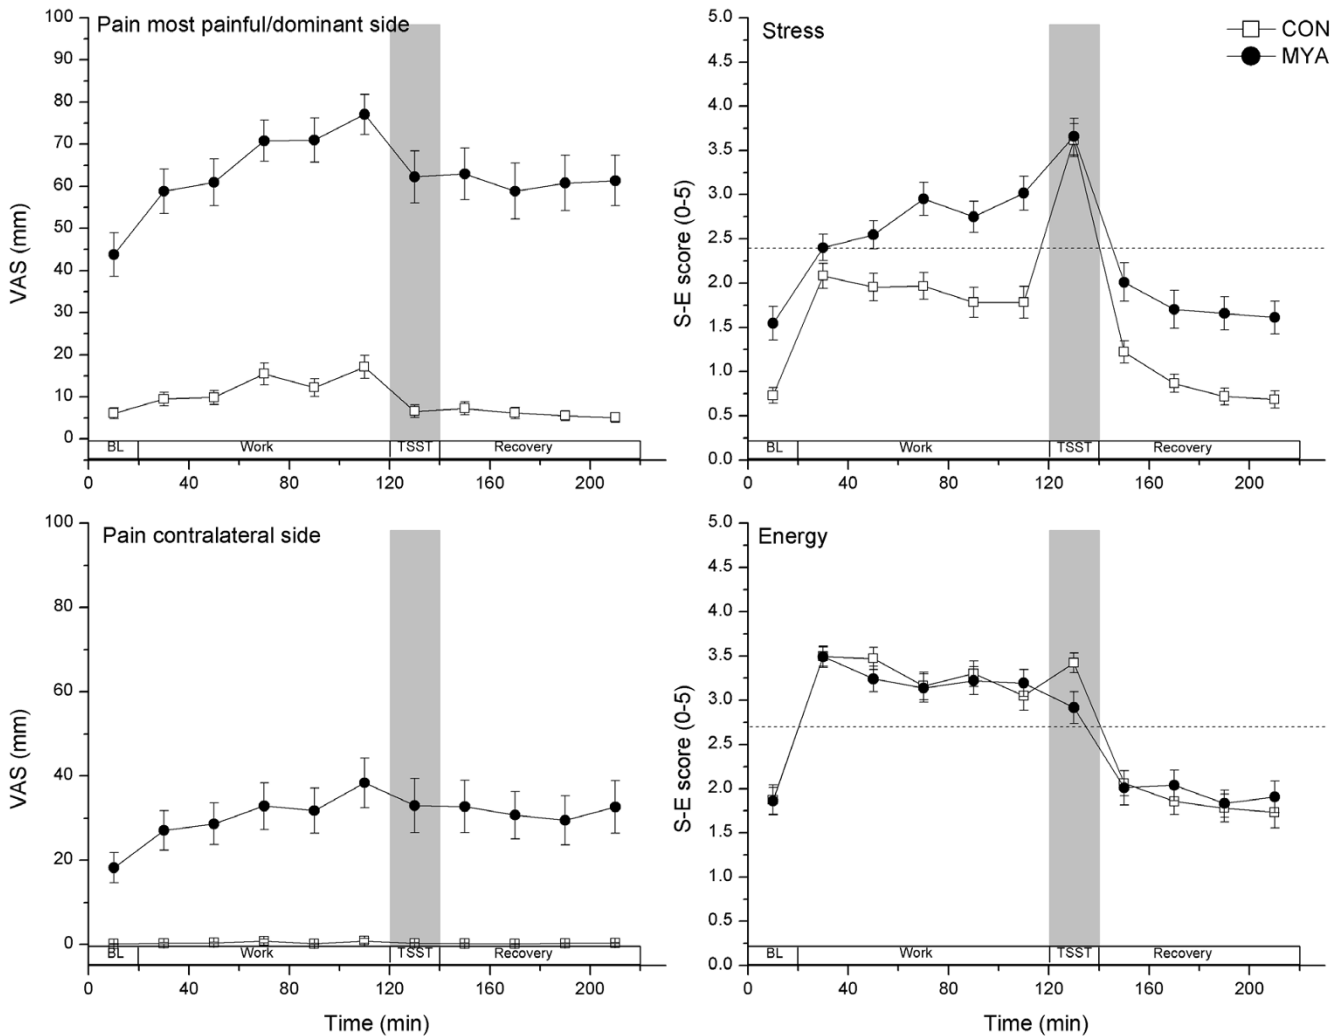 Pain most painful/dominant side
100
90
80
70
60
50
40
30
20
10
0
VAS (mm)
BL Work TSST Recovery
0 40 80 120 160 200
Stress
CON
MYA
5.0
4.5
4.0
3.5
3.0
2.5
2.0
1.5
1.0
0.5
0.0
S-E score (0-5)
BL Work TSST Recovery
0 40 80 120 160 200
Pain contralateral side
100
80
60
40
20
0
VAS (mm)
BL Work TSST Recovery
0 40 80 120 160 200
Time (min)
Energy
5.0
4.5
4.0
3.5
3.0
2.5
2.0
1.5
1.0
0.5
0.0
S-E score (0-5)
BL Work TSST Recovery
0 40 80 120 160 200
Time (min)